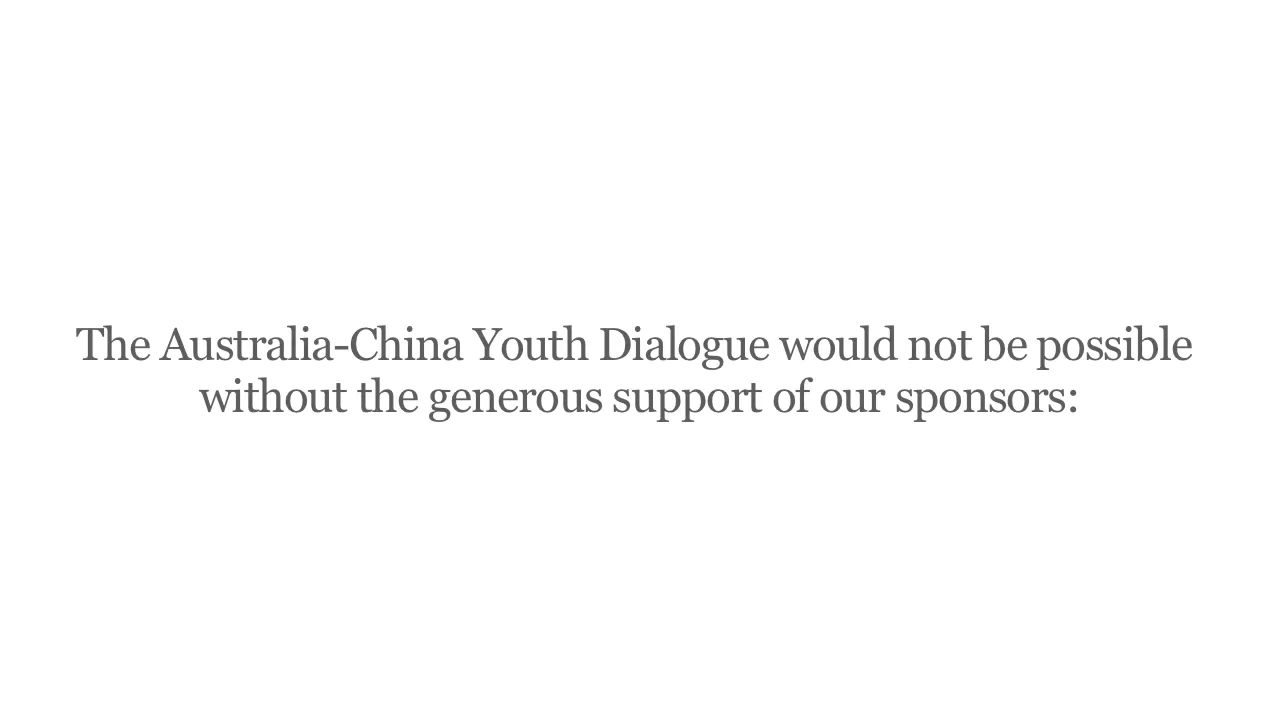 The Australia-China Youth Dialogue would not be possible
without the generous support of our sponsors: